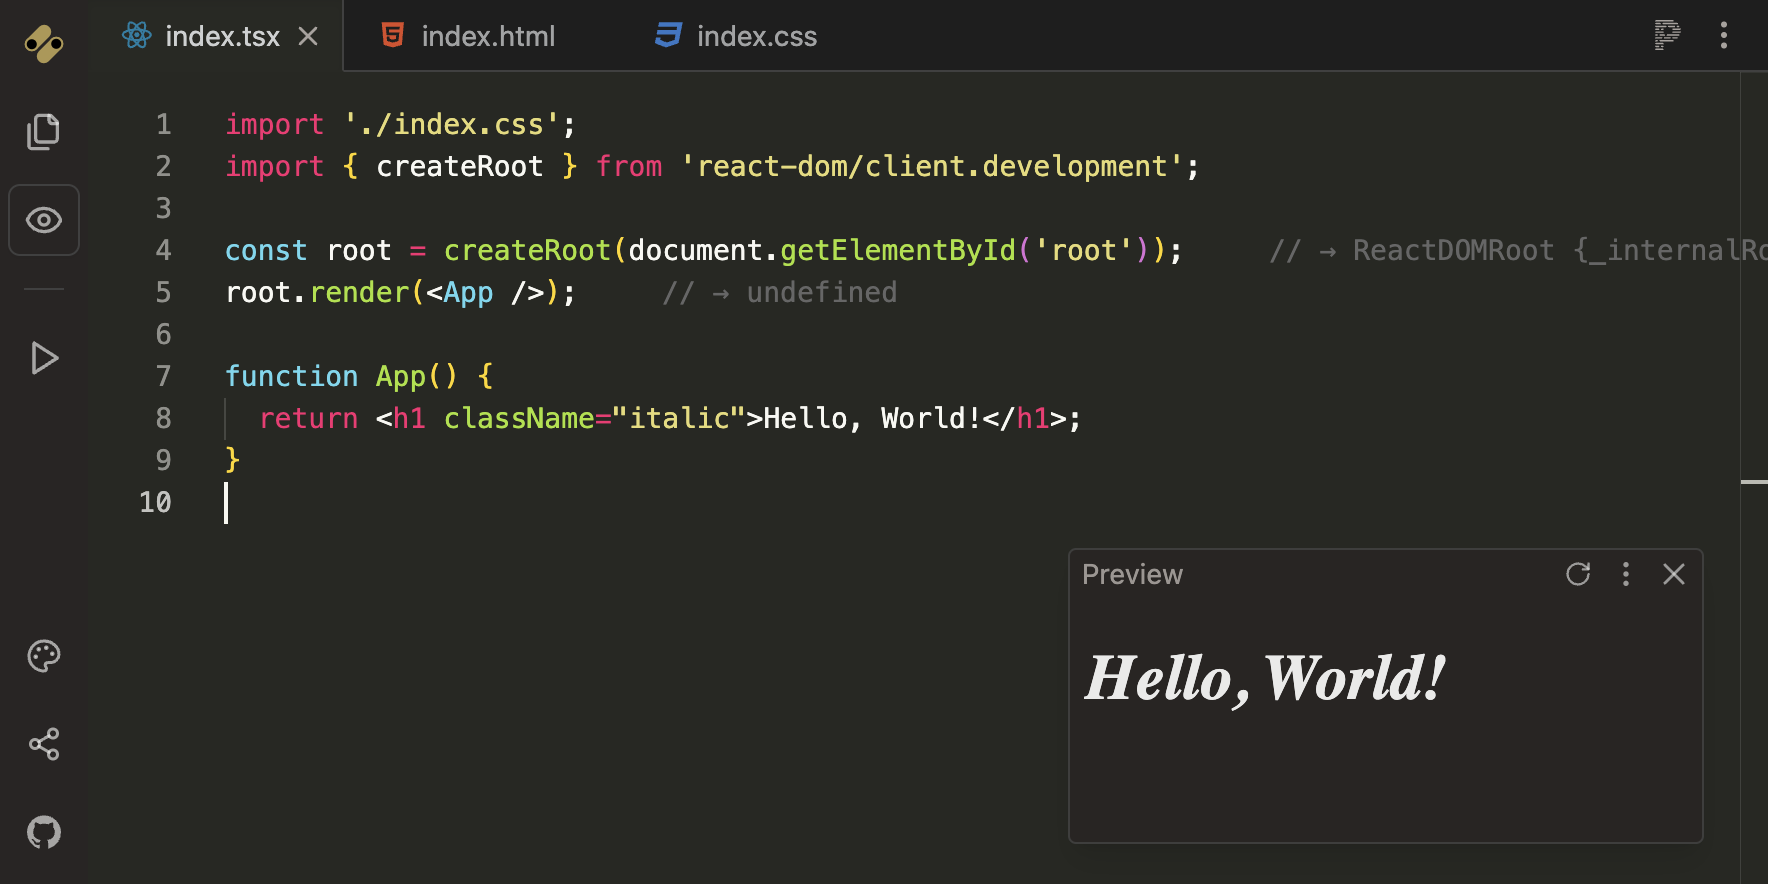 index.tsx index.html index.css
1 import './index.css';
2 import { createRoot } from 'react-dom/client.development';
3
4 const root = createRoot(document.getElementById('root')); // → ReactDOMRoot {_internalRo
5 root.render(<App />); // → undefined
6
7 function App() {
8 return <h1 className="italic">Hello, World!</h1>;
9 }
10
Preview
Hello, World!